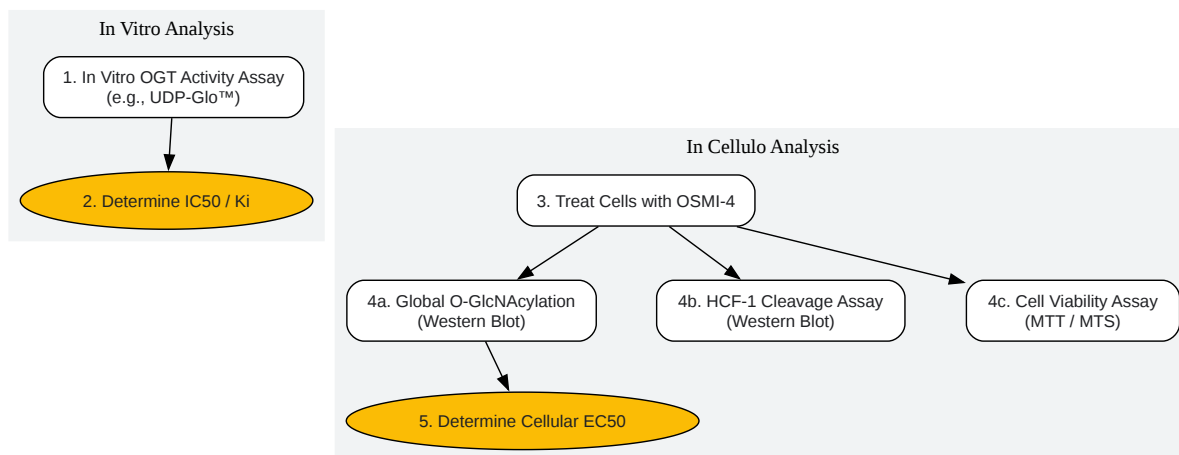 In Vitro Analysis
1. In Vitro OGT Activity Assay
(e.g., UDP-Glo™)
2. Determine IC50 / Ki
In Cellulo Analysis
3. Treat Cells with OSMI-4
4a. Global O-GlcNAcylation
(Western Blot)
4b. HCF-1 Cleavage Assay
(Western Blot)
4c. Cell Viability Assay
(MTT / MTS)
5. Determine Cellular EC50